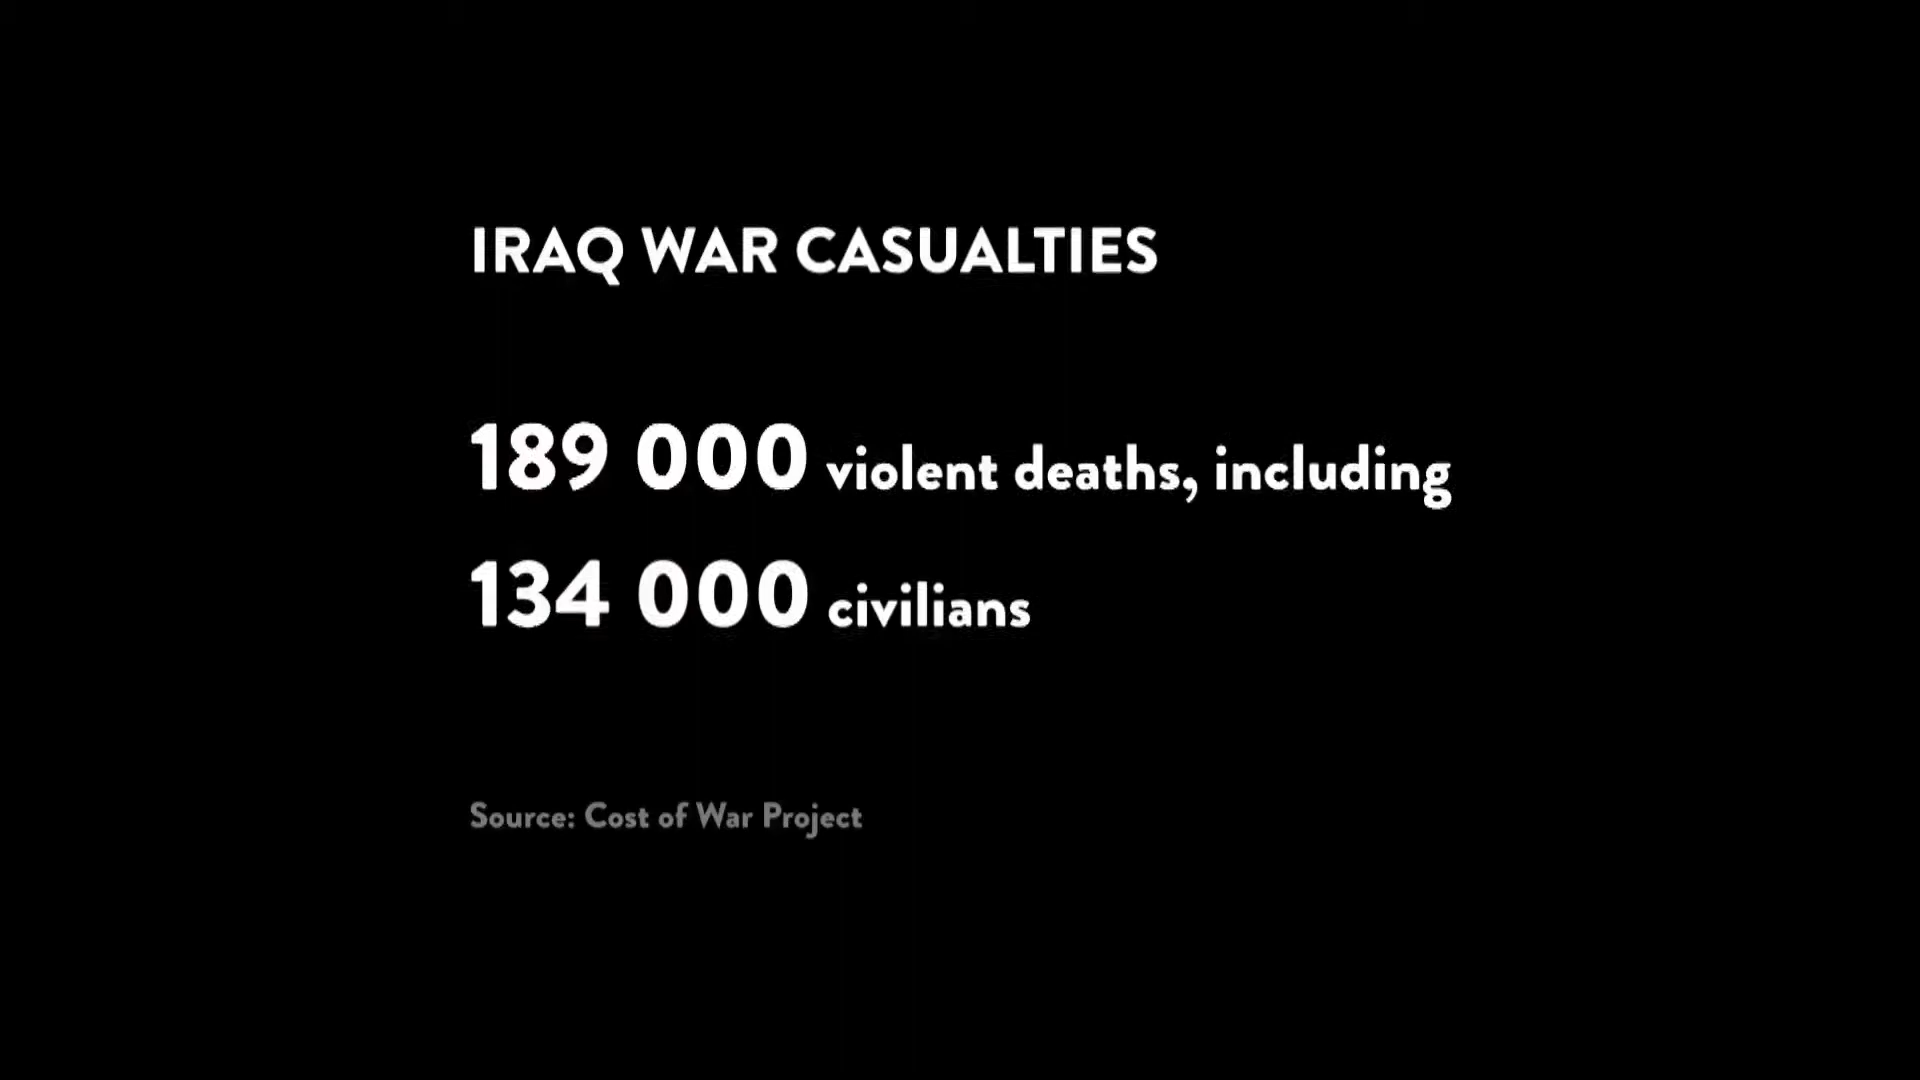 IRAQ WAR CASUALTIES
189 000 violent deaths, including
134 000 civilians
Source: Cost of War Project